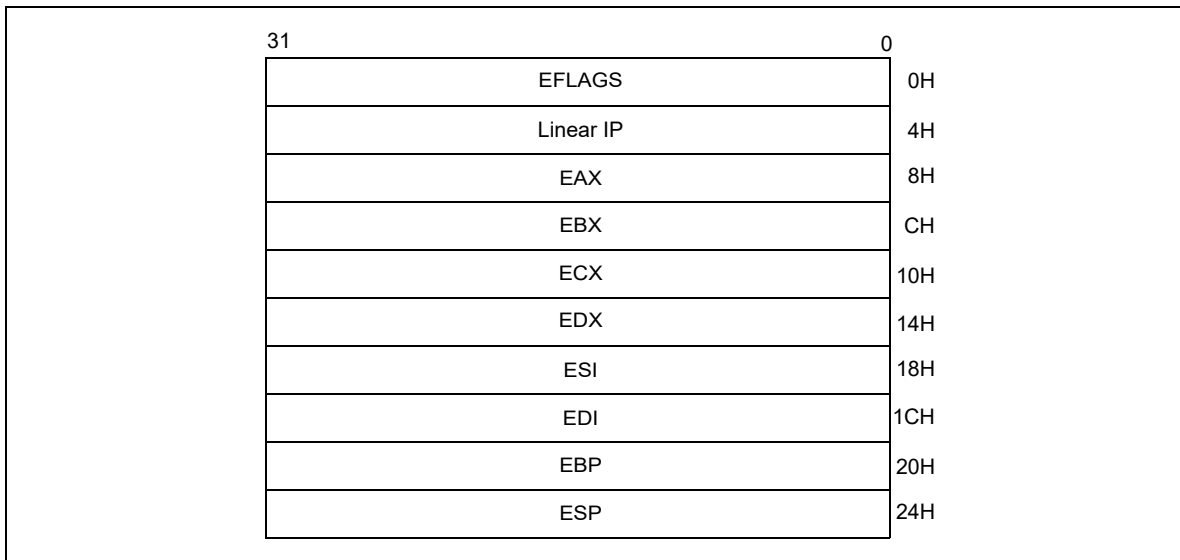 31 0
EFLAGS 0H
Linear IP 4H
EAX 8H
EBX CH
ECX 10H
EDX 14H
ESI 18H
EDI 1CH
EBP 20H
ESP 24H